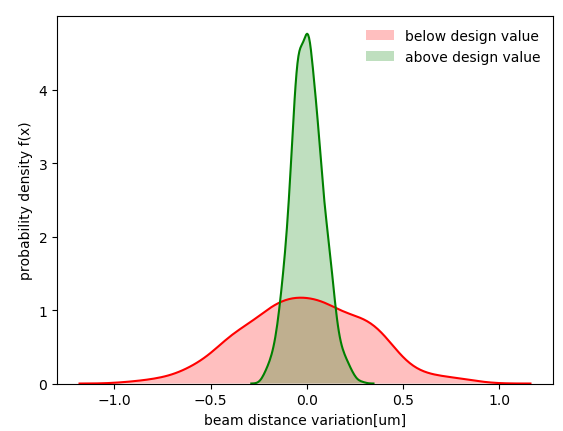 below design value
above design value
probability density f(x)
4
3
2
1
0
−1.0 −0.5 0.0 0.5 1.0
beam distance variation[um]